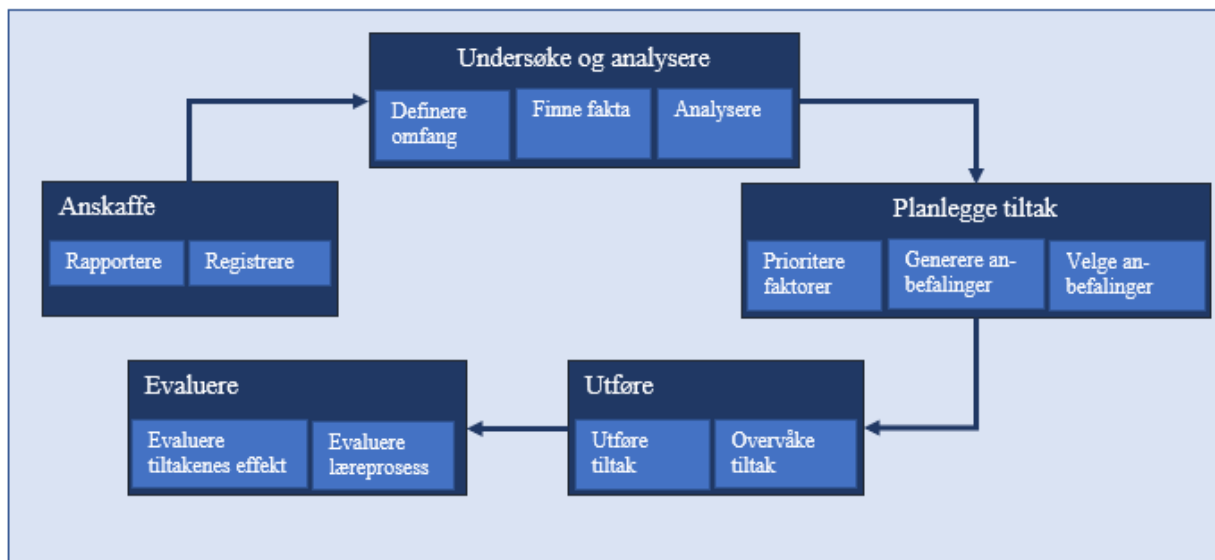 Undersøke og analysere
Definere
omfang
Finne fakta
Analysere
Anskaffe
Rapportere
Registrere
Planlegge tiltak
Prioritere
faktorer
Generere an-
befalinger
Velge an-
befalinger
Utføre
Utføre
tiltak
Overvåke
tiltak
Evaluere
Evaluere
tiltakenes effekt
Evaluere
læreprosess